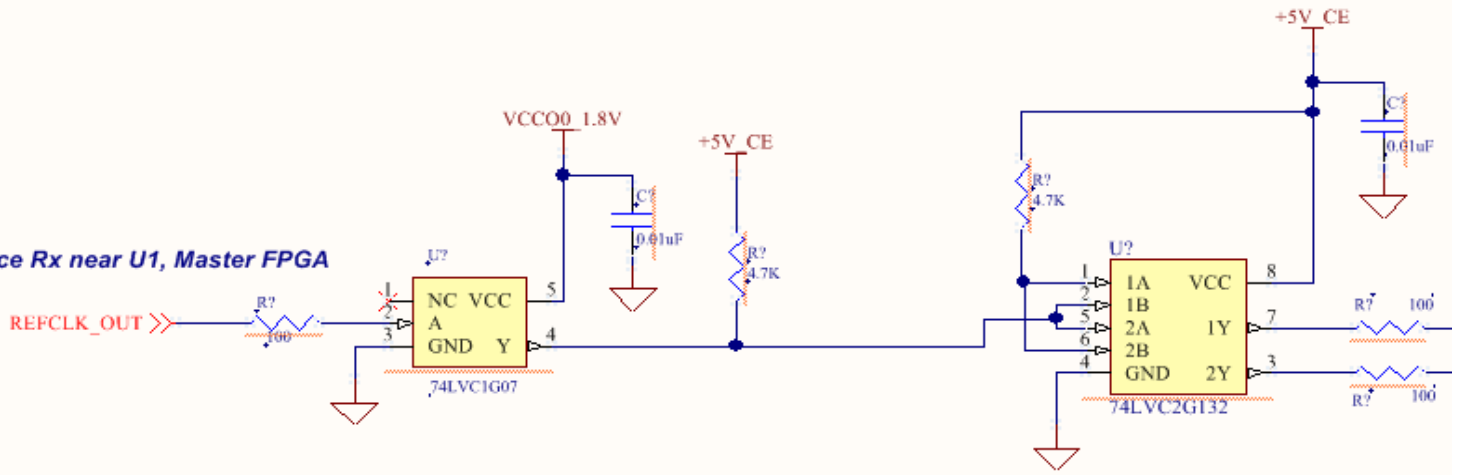 +5V_CE
VCCO0_1.8V
+5V_CE
C?
0.01uF
C?
0.01uF
R?
4.7K
R?
4.7K
ce Rx near U1, Master FPGA
U?
U?
REFCLK_OUT
R?
100
1 NC VCC 5
2 A
3 GND Y 4
74LVC1G07
1 1A VCC 8
2 1B
5 2A 1Y 7
6 2B
4 GND 2Y 3
74LVC2G132
R? 100
R? 100